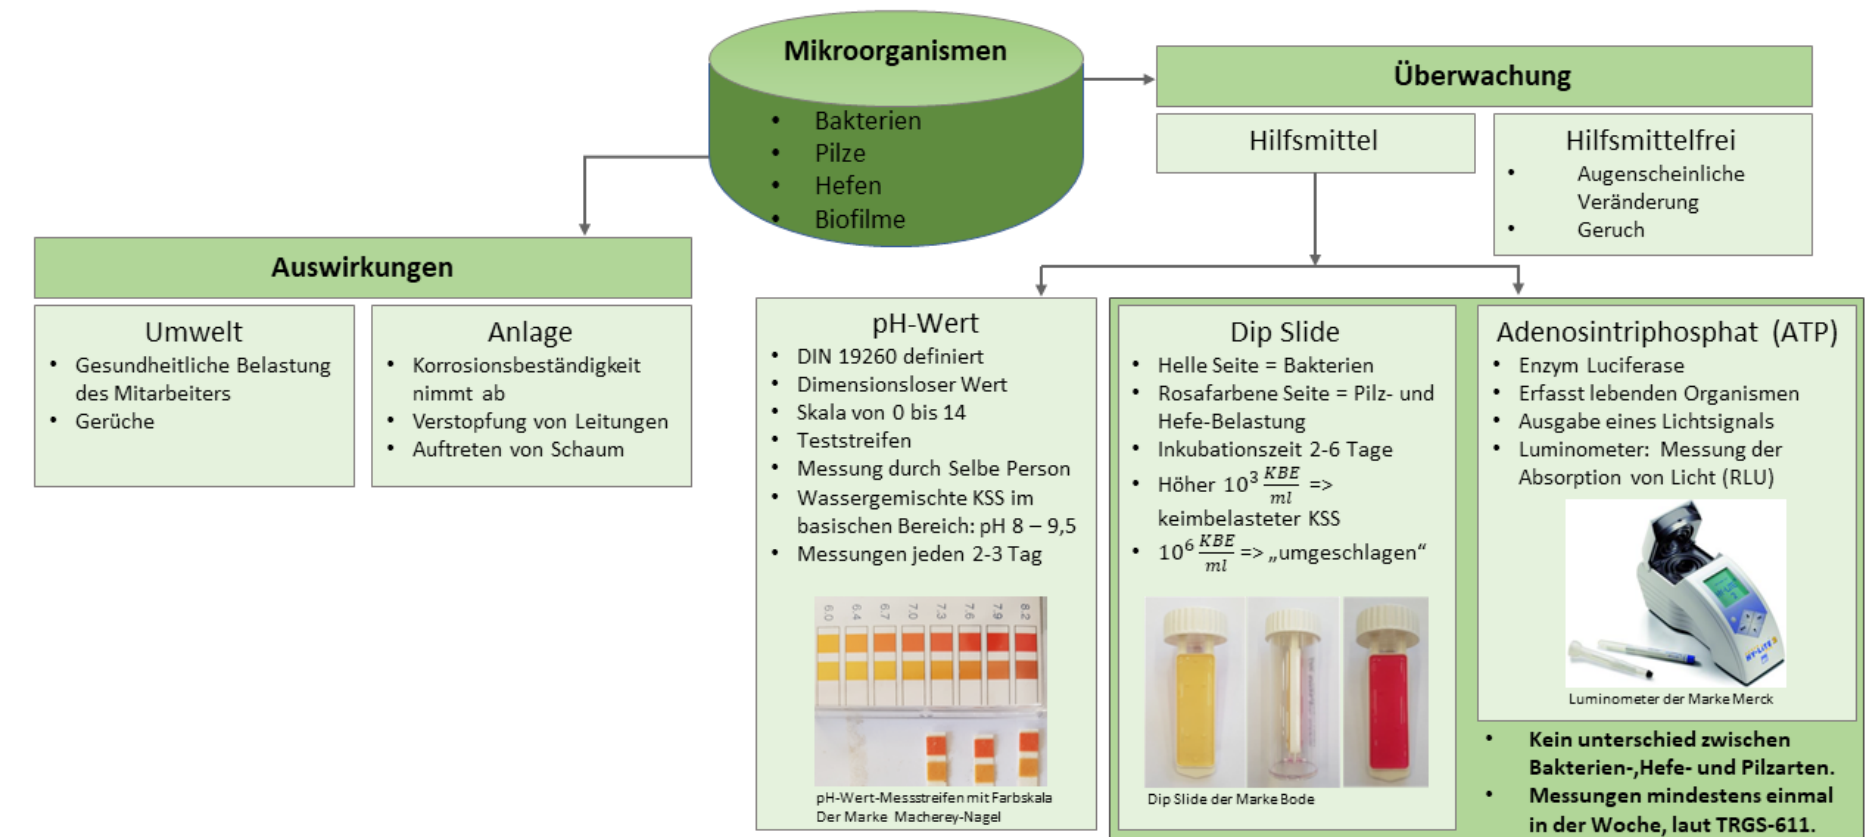 Mikroorganismen
• Bakterien
• Pilze
• Hefen
• Biofilme
Überwachung
Hilfsmittel
Hilfsmittelfrei
• Augenscheinliche
Veränderung
• Geruch
Auswirkungen
Umwelt
• Gesundheitliche Belastung
des Mitarbeiters
• Gerüche
Anlage
• Korrosionsbeständigkeit
nimmt ab
• Verstopfung von Leitungen
• Auftreten von Schaum
pH-Wert
• DIN 19260 definiert
• Dimensionsloser Wert
• Skala von 0 bis 14
• Teststreifen
• Messung durch Selbe Person
• Wassergemischte KSS im
basischen Bereich: pH 8 – 9,5
• Messungen jeden 2-3 Tag
6.0 6.4 6.7 7.0 7.3 7.6 7.9 8.2
pH-Wert-Messstreifen mit Farbskala
Der Marke Macherey-Nagel
Dip Slide
• Helle Seite = Bakterien
• Rosafarbene Seite = Pilz- und
Hefe-Belastung
• Inkubationszeit 2-6 Tage
• Höher 10³ KBE/ml =>
keimbelasteter KSS
• 10⁶ KBE/ml => „umgeschlagen“
Dip Slide der Marke Bode
Adenosintriphosphat (ATP)
• Enzym Luciferase
• Erfasst lebenden Organismen
• Ausgabe eines Lichtsignals
• Luminometer: Messung der
Absorption von Licht (RLU)
HY-LiTE
Luminometer der Marke Merck
• Kein unterschied zwischen
Bakterien-,Hefe- und Pilzarten.
• Messungen mindestens einmal
in der Woche, laut TRGS-611.